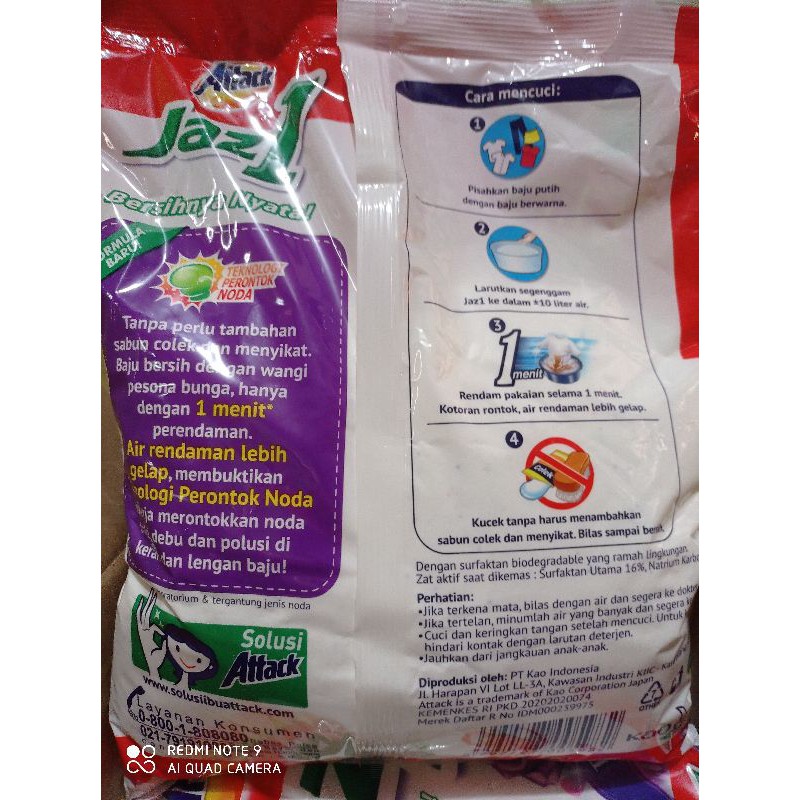 Attack
Jaz1
Bersihnya Nyata!
FORMULA
BARU!
TEKNOLOGI
PERONTOK
NODA
Tanpa perlu tambahan
sabun colek dan menyikat.
Baju bersih dengan wangi
pesona bunga, hanya
dengan 1 menit*
perendaman.
Air rendaman lebih
gelap, membuktikan
Teknologi Perontok Noda
merontokkan noda
debu dan polusi di
kerah dan lengan baju!
& tergantung jenis noda
Solusi
Attack
www.solusiibuattack.com
Layanan Konsumen
0-800-1-808080
Cara mencuci:
1
Pisahkan baju putih
dengan baju berwarna.
2
Larutkan segenggam
Jaz1 ke dalam ±10 liter air.
3
1
menit
Rendam pakaian selama 1 menit.
Kotoran rontok, air rendaman lebih gelap.
4
Colek
Kucek tanpa harus menambahkan
sabun colek dan menyikat. Bilas sampai
Dengan surfaktan biodegradable yang ramah lingkungan
Zat aktif saat dikemas : Surfaktan Utama 16%, Natrium
Perhatian:
•Jika terkena mata, bilas dengan air dan segera ke
•Jika tertelan, minumlah air yang banyak dan segera
•Cuci dan keringkan tangan setelah mencuci. Untuk
hindari kontak dengan larutan deterjen.
•Jauhkan dari jangkauan anak-anak.
Diproduksi oleh: PT Kao Indonesia
Jl. Harapan VI Lot LL-3A, Kawasan Industri KIIC-
Attack is a trademark of Kao Corporation Japan
KEMENKES RI PKD 20202020074
Merek Daftar R No IDM000239975
Kao
REDMI NOTE 9
AI QUAD CAMERA